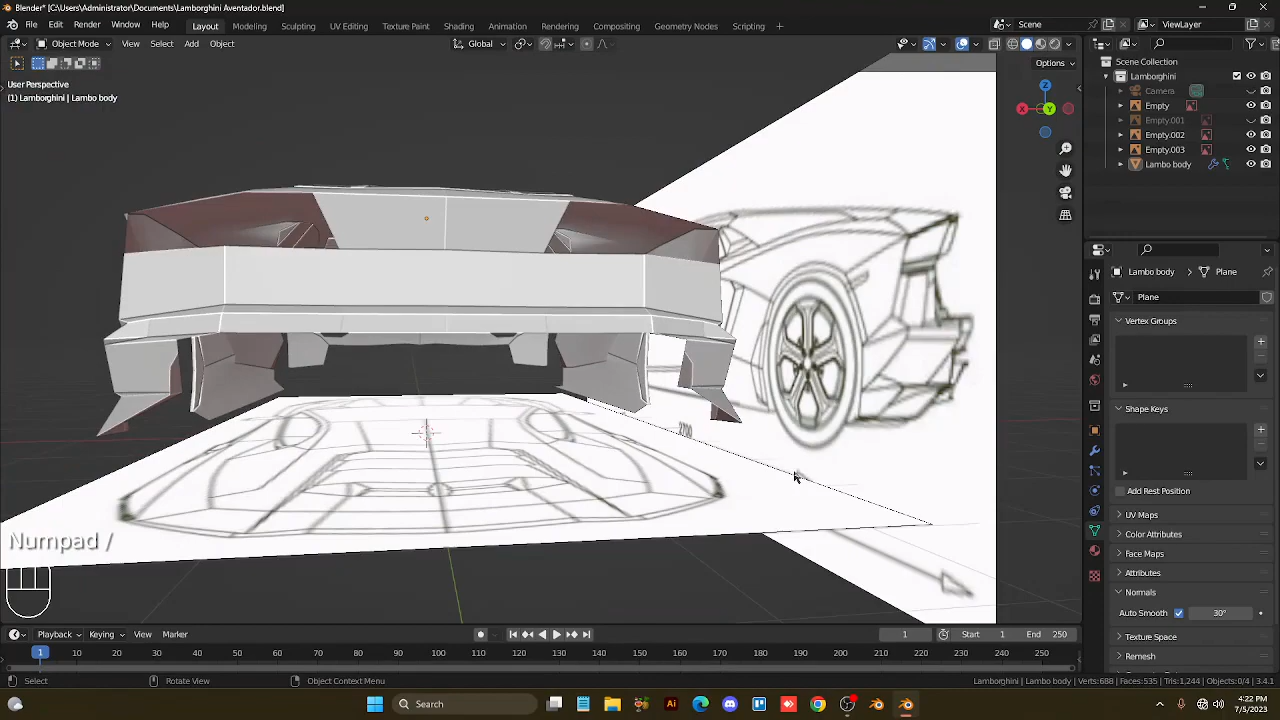 Blender* [C:\Users\Administrator\Documents\Lamborghini Aventador.blend]
File Edit Render Window Help Layout Modeling Sculpting UV Editing Texture Paint Shading Animation Rendering Compositing Geometry Nodes Scripting + Scene ViewLayer
Object Mode View Select Add Object Global
Options
User Perspective
(1) Lamborghini | Lambo body
Z
X
Y
Scene Collection
Lamborghini
Camera
Empty
Empty.001
Empty.002
Empty.003
Lambo body
Lambo body Plane
Plane
Vertex Groups
Shape Keys
Add Rest Position
UV Maps
Color Attributes
Face Maps
Attributes
Normals
Auto Smooth 30°
Texture Space
Remesh
2700
Numpad /
Playback Keying View Marker 1 Start 1 End 250
1 10 20 30 40 50 60 70 80 90 100 110 120 130 140 150 160 170 180 190 200 210 220 230 240 250
Select Rotate View Object Context Menu Lamborghini | Lambo body | Verts:688 | Faces:535 | Tris:1,244 | Objects:0/4 | 3.4.1
Search Ai 4:22 PM
7/5/2023